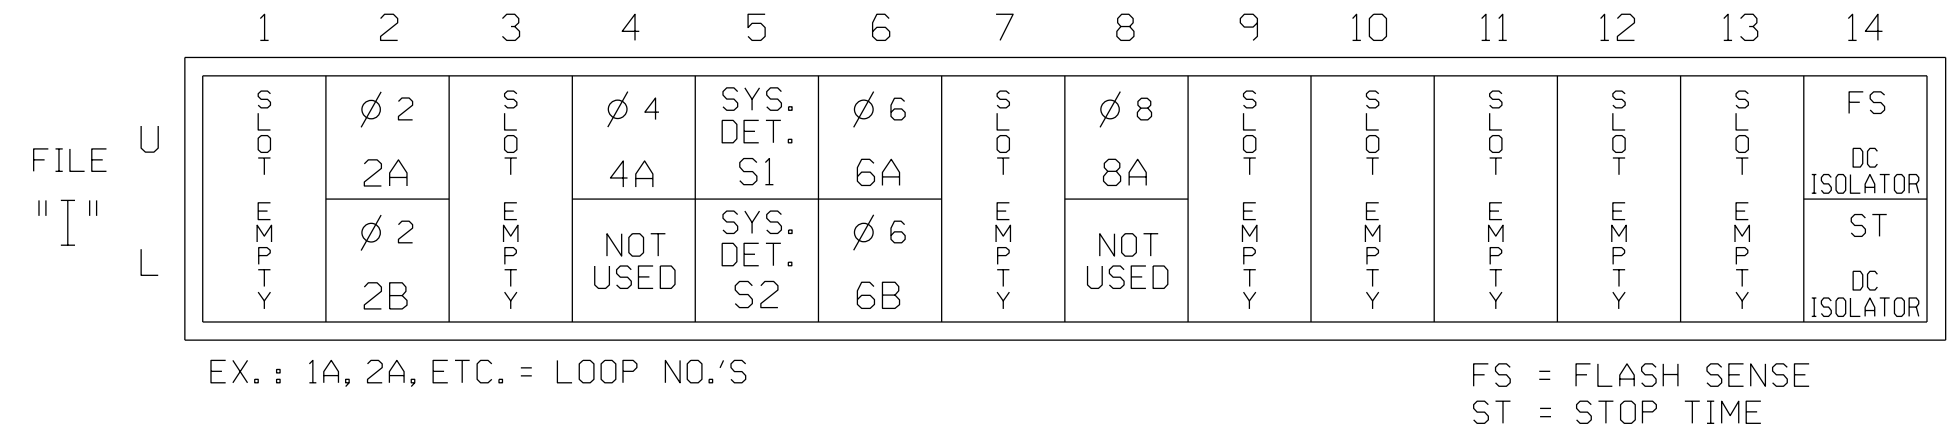 1 2 3 4 5 6 7 8 9 10 11 12 13 14
FILE
"I"
U
L
SLOT EMPTY
Ø 2
2A
Ø 2
2B
SLOT EMPTY
Ø 4
4A
NOT
USED
SYS.
DET.
S1
SYS.
DET.
S2
Ø 6
6A
Ø 6
6B
SLOT EMPTY
Ø 8
8A
NOT
USED
SLOT EMPTY
SLOT EMPTY
SLOT EMPTY
SLOT EMPTY
SLOT EMPTY
FS
DC
ISOLATOR
ST
DC
ISOLATOR
EX.: 1A, 2A, ETC. = LOOP NO.'S
FS = FLASH SENSE
ST = STOP TIME